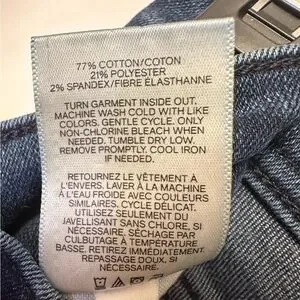 77% COTTON/COTON
21% POLYESTER
2% SPANDEX/FIBRE ÉLASTHANNE
TURN GARMENT INSIDE OUT.
MACHINE WASH COLD WITH LIKE
COLORS. GENTLE CYCLE. ONLY
NON-CHLORINE BLEACH WHEN
NEEDED. TUMBLE DRY LOW.
REMOVE PROMPTLY. COOL IRON
IF NEEDED.
RETOURNEZ LE VÊTEMENT À
L'ENVERS. LAVER À LA MACHINE
À L'EAU FROIDE AVEC COULEURS
SIMILAIRES. CYCLE DÉLICAT.
UTILISEZ SEULEMENT DU
JAVELLISANT SANS CHLORE, SI
NÉCESSAIRE. SÉCHAGE PAR
CULBUTAGE À TEMPÉRATURE
BASSE. RETIREZ IMMÉDIATEMENT.
REPASSAGE DOUX, SI
NÉCESSAIRE.